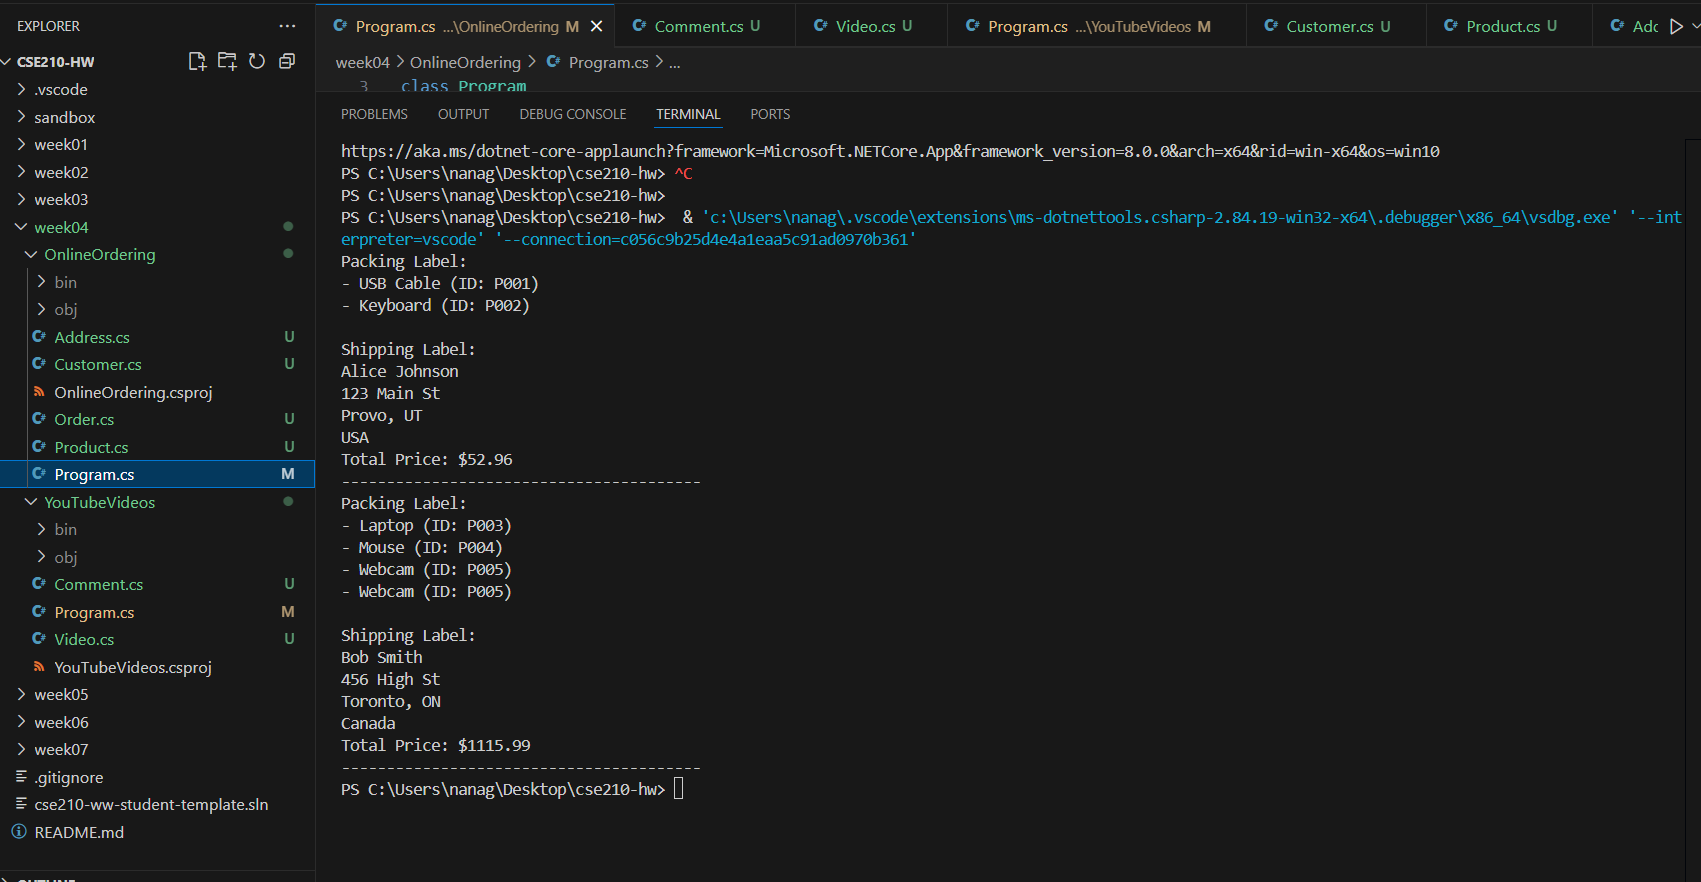 EXPLORER ...
CSE210-HW
.vscode
sandbox
week01
week02
week03
week04
OnlineOrdering
bin
obj
Address.cs U
Customer.cs U
OnlineOrdering.csproj
Order.cs U
Product.cs U
Program.cs M
YouTubeVideos
bin
obj
Comment.cs U
Program.cs M
Video.cs U
YouTubeVideos.csproj
week05
week06
week07
.gitignore
cse210-ww-student-template.sln
README.md
OUTLINE
Program.cs ...\OnlineOrdering M
Comment.cs U
Video.cs U
Program.cs ...\YouTubeVideos M
Customer.cs U
Product.cs U
week04 > OnlineOrdering > Program.cs > ...
3 class Program
PROBLEMS OUTPUT DEBUG CONSOLE TERMINAL PORTS
https://aka.ms/dotnet-core-applaunch?framework=Microsoft.NETCore.App&framework_version=8.0.0&arch=x64&rid=win-x64&os=win10
PS C:\Users\nanag\Desktop\cse210-hw> ^C
PS C:\Users\nanag\Desktop\cse210-hw>
PS C:\Users\nanag\Desktop\cse210-hw>  & 'c:\Users\nanag\.vscode\extensions\ms-dotnettools.csharp-2.84.19-win32-x64\.debugger\x86_64\vsdbg.exe' '--int
erpreter=vscode' '--connection=c056c9b25d4e4a1eaa5c91ad0970b361'
Packing Label:
- USB Cable (ID: P001)
- Keyboard (ID: P002)
Shipping Label:
Alice Johnson
123 Main St
Provo, UT
USA
Total Price: $52.96
----------------------------------------
Packing Label:
- Laptop (ID: P003)
- Mouse (ID: P004)
- Webcam (ID: P005)
- Webcam (ID: P005)
Shipping Label:
Bob Smith
456 High St
Toronto, ON
Canada
Total Price: $1115.99
----------------------------------------
PS C:\Users\nanag\Desktop\cse210-hw>